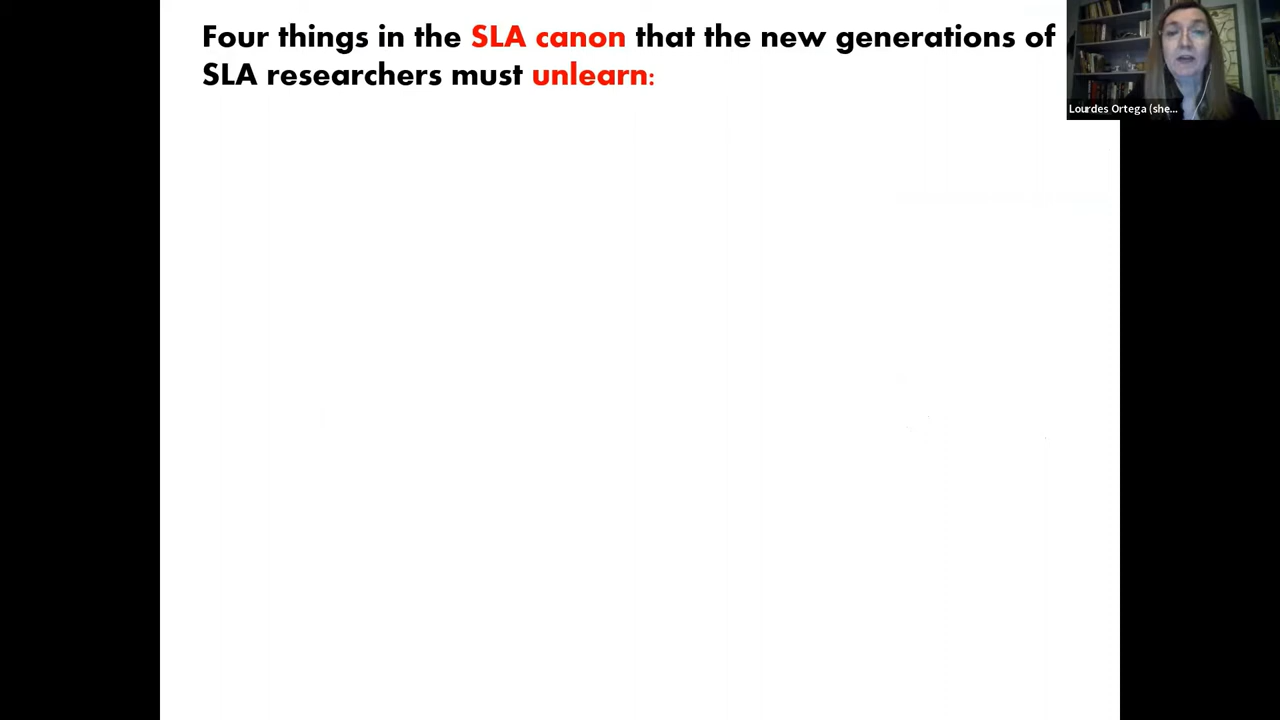 Four things in the SLA canon that the new generations of
SLA researchers must unlearn:
Lourdes Ortega (she...